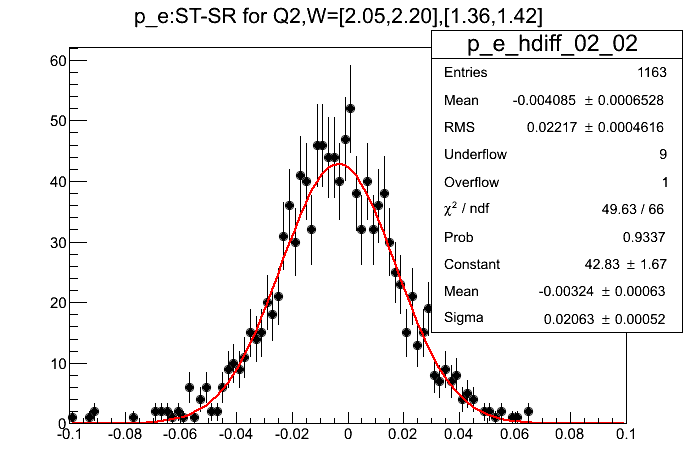 p_e:ST-SR for Q2,W=[2.05,2.20],[1.36,1.42]
p_e_hdiff_02_02
Entries 1163
Mean -0.004085 ± 0.0006528
RMS 0.02217 ± 0.0004616
Underflow 9
Overflow 1
χ² / ndf 49.63 / 66
Prob 0.9337
Constant 42.83 ± 1.67
Mean -0.00324 ± 0.00063
Sigma 0.02063 ± 0.00052
60
50
40
30
20
10
0
-0.1 -0.08 -0.06 -0.04 -0.02 0 0.02 0.04 0.06 0.08 0.1